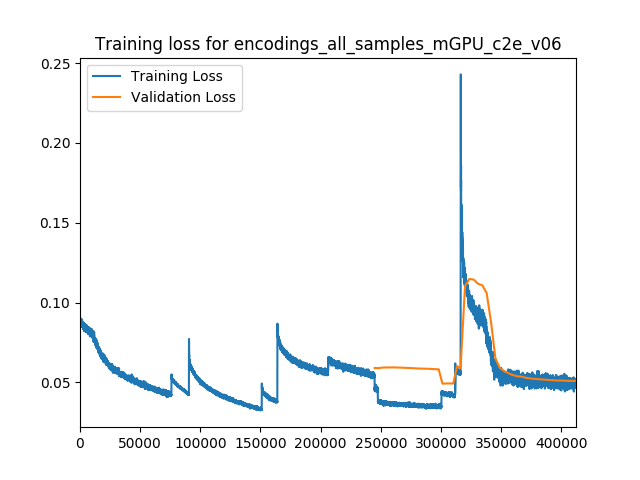 Training loss for encodings_all_samples_mGPU_c2e_v06
0.25
0.20
0.15
0.10
0.05
Training Loss
Validation Loss
0 50000 100000 150000 200000 250000 300000 350000 400000